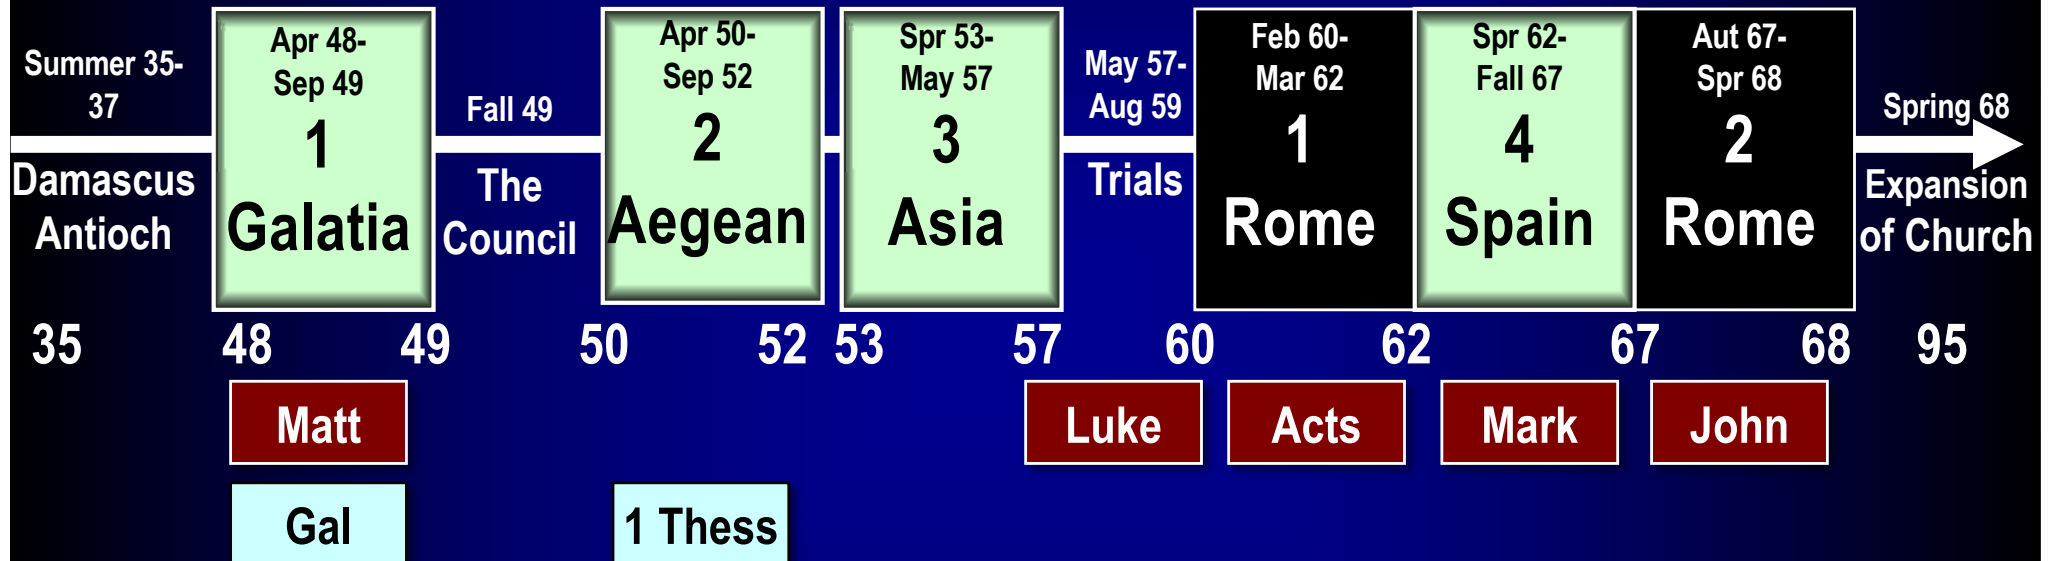 Summer 35-
37
Damascus
Antioch
Apr 48-
Sep 49
1
Galatia
Fall 49
The
Council
Apr 50-
Sep 52
2
Aegean
Spr 53-
May 57
3
Asia
May 57-
Aug 59
Trials
Feb 60-
Mar 62
1
Rome
Spr 62-
Fall 67
4
Spain
Aut 67-
Spr 68
2
Rome
Spring 68
Expansion
of Church
35 48 49 50 52 53 57 60 62 67 68 95
Matt Luke Acts Mark John
Gal 1 Thess